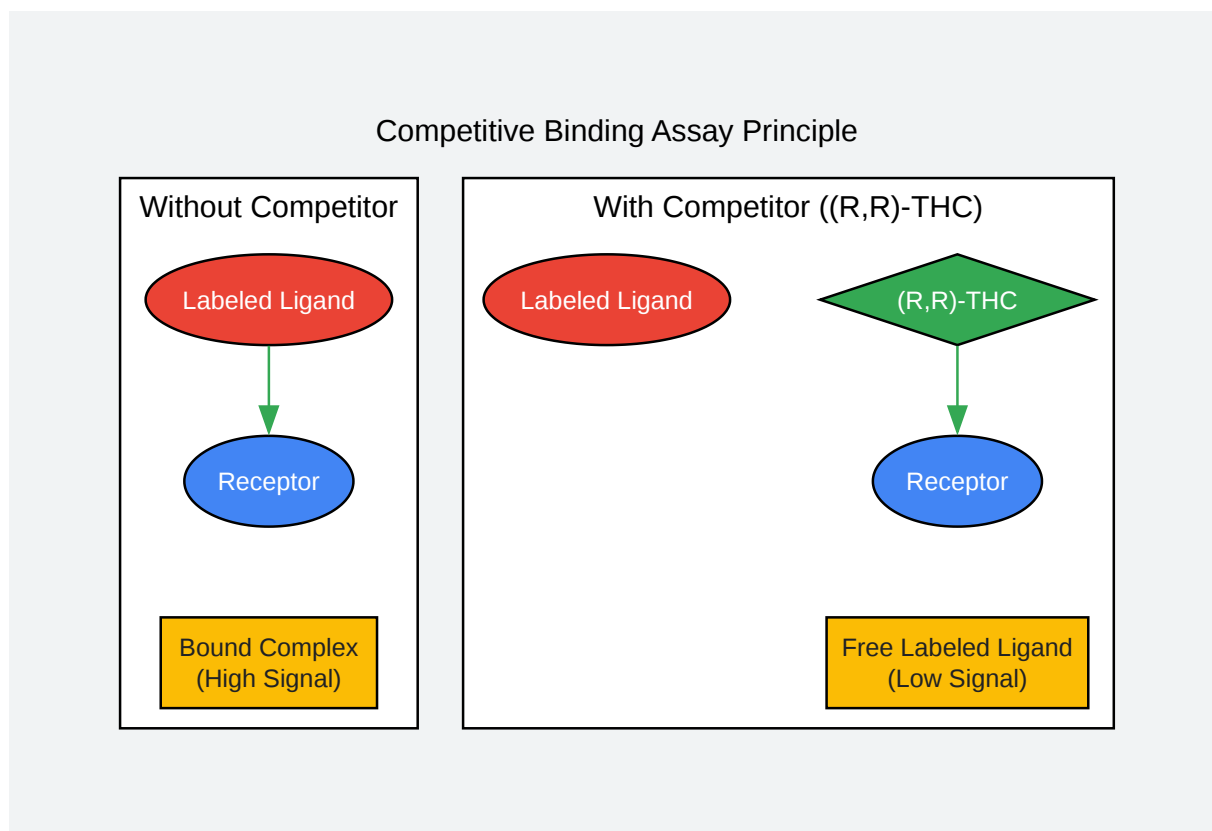 Competitive Binding Assay Principle
Without Competitor
Labeled Ligand
Receptor
Bound Complex
(High Signal)
With Competitor ((R,R)-THC)
Labeled Ligand
(R,R)-THC
Receptor
Free Labeled Ligand
(Low Signal)